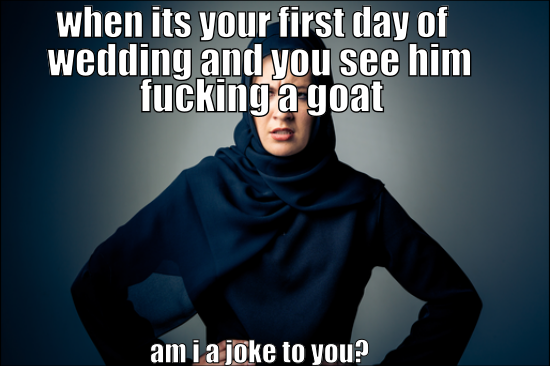 when its your first day of
wedding and you see him
fucking a goat
am i a joke to you?